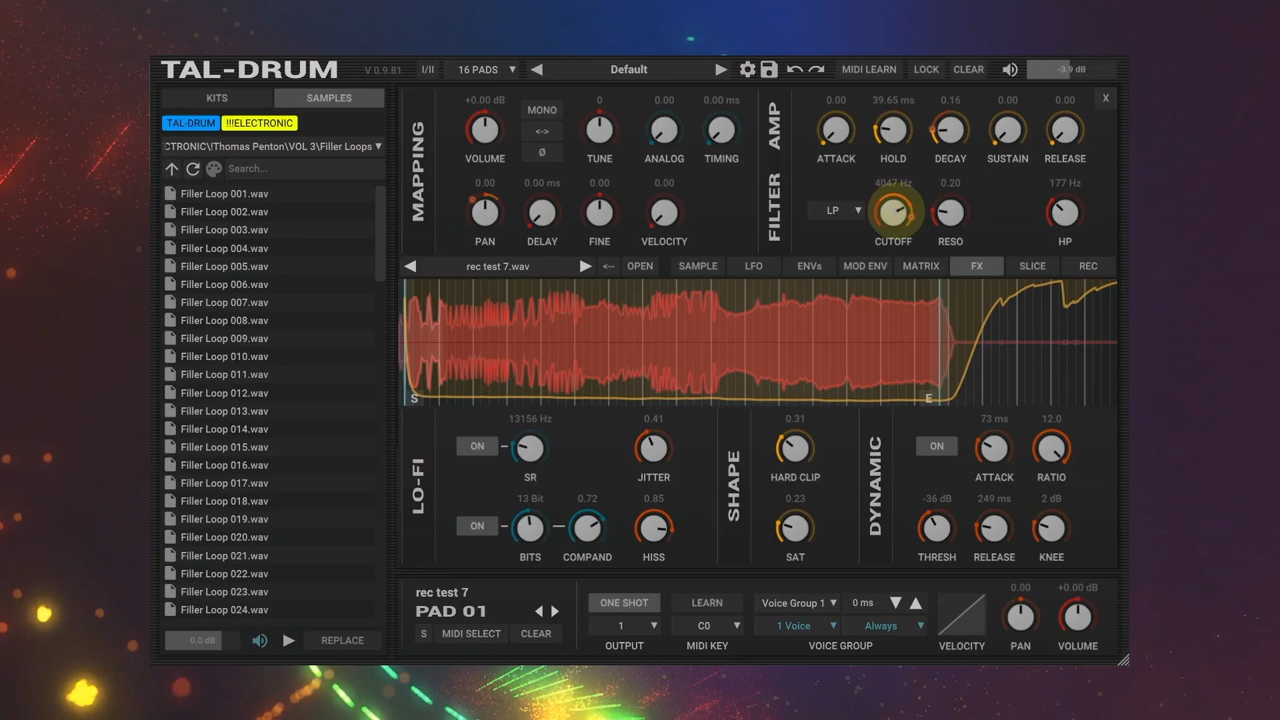 TAL-DRUM V 0.9.81 I/II 16 PADS Default MIDI LEARN LOCK CLEAR -3.9 dB
KITS SAMPLES
TAL-DRUM !!!ELECTRONIC
CTRONIC\!Thomas Penton\VOL 3\Filler Loops
Search...
Filler Loop 001.wav
Filler Loop 002.wav
Filler Loop 003.wav
Filler Loop 004.wav
Filler Loop 005.wav
Filler Loop 006.wav
Filler Loop 007.wav
Filler Loop 008.wav
Filler Loop 009.wav
Filler Loop 010.wav
Filler Loop 011.wav
Filler Loop 012.wav
Filler Loop 013.wav
Filler Loop 014.wav
Filler Loop 015.wav
Filler Loop 016.wav
Filler Loop 017.wav
Filler Loop 018.wav
Filler Loop 019.wav
Filler Loop 020.wav
Filler Loop 021.wav
Filler Loop 022.wav
Filler Loop 023.wav
Filler Loop 024.wav
0.0 dB REPLACE
MAPPING
+0.00 dB MONO 0 0.00 0.00 ms
<->
Ø
VOLUME TUNE ANALOG TIMING
0.00 0.00 ms 0.00 0.00
PAN DELAY FINE VELOCITY
AMP
0.00 39.65 ms 0.16 0.00 0.00 X
ATTACK HOLD DECAY SUSTAIN RELEASE
FILTER
4047 Hz 0.20 177 Hz
LP
CUTOFF RESO HP
rec test 7.wav <-- OPEN SAMPLE LFO ENVs MOD ENV MATRIX FX SLICE REC
S E
LO-FI
13156 Hz 0.41
ON
SR JITTER
13 Bit 0.72 0.85
ON
BITS COMPAND HISS
SHAPE
0.31
HARD CLIP
0.23
SAT
DYNAMIC
73 ms 12.0
ON
ATTACK RATIO
-36 dB 249 ms 2 dB
THRESH RELEASE KNEE
rec test 7
PAD 01
S MIDI SELECT CLEAR
ONE SHOT LEARN Voice Group 1 0 ms 0.00 +0.00 dB
1 C0 1 Voice Always
OUTPUT MIDI KEY VOICE GROUP VELOCITY PAN VOLUME